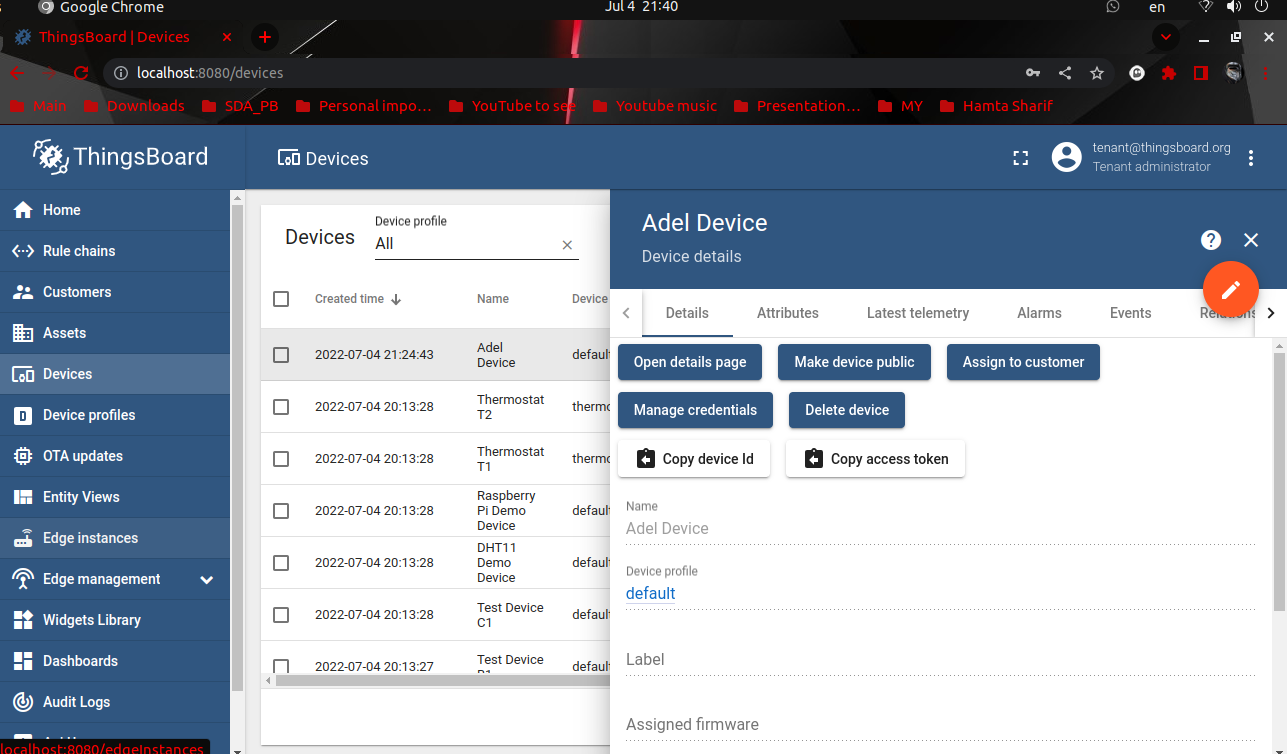 Google Chrome
Jul 4 21:40
en
ThingsBoard | Devices
localhost:8080/devices
Main
Downloads
SDA_PB
Personal impo…
YouTube to see
Youtube music
Presentation…
MY
Hamta Sharif
ThingsBoard
Devices
tenant@thingsboard.org
Tenant administrator
Home
Rule chains
Customers
Assets
Devices
Device profiles
OTA updates
Entity Views
Edge instances
Edge management
Widgets Library
Dashboards
Audit Logs
localhost:8080/edgeInstances
Devices
Device profile
All
Created time
Name
Device
2022-07-04 21:24:43
Adel
Device
default
2022-07-04 20:13:28
Thermostat
T2
thermo
2022-07-04 20:13:28
Thermostat
T1
thermo
2022-07-04 20:13:28
Raspberry
Pi Demo
Device
default
2022-07-04 20:13:28
DHT11
Demo
Device
default
2022-07-04 20:13:28
Test Device
C1
default
2022-07-04 20:13:27
Test Device
default
Adel Device
Device details
Details
Attributes
Latest telemetry
Alarms
Events
Relations
Open details page
Make device public
Assign to customer
Manage credentials
Delete device
Copy device Id
Copy access token
Name
Adel Device
Device profile
default
Label
Assigned firmware